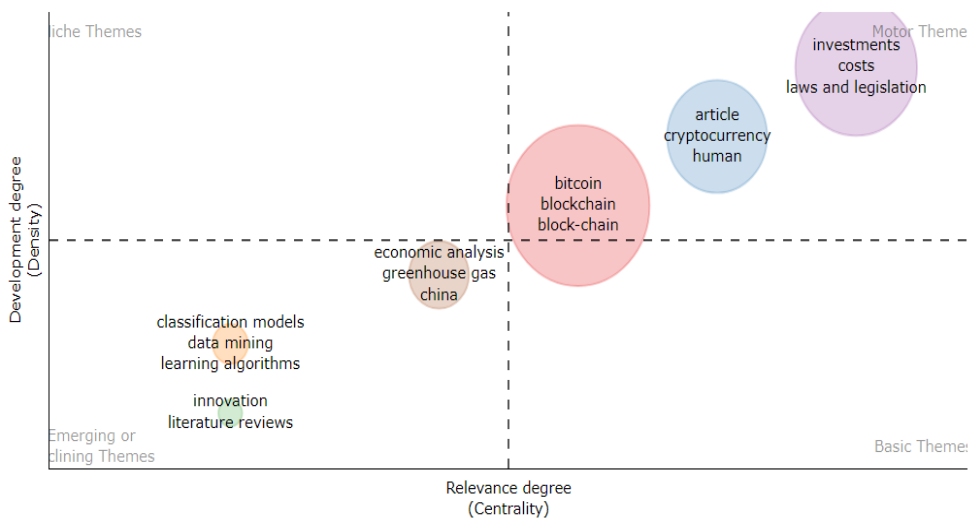 liche Themes
Motor Theme
investments
costs
laws and legislation
article
cryptocurrency
human
bitcoin
blockchain
block-chain
economic analysis
greenhouse gas
china
classification models
data mining
learning algorithms
innovation
literature reviews
Emerging or
clining Themes
Basic Themes
Development degree
(Density)
Relevance degree
(Centrality)